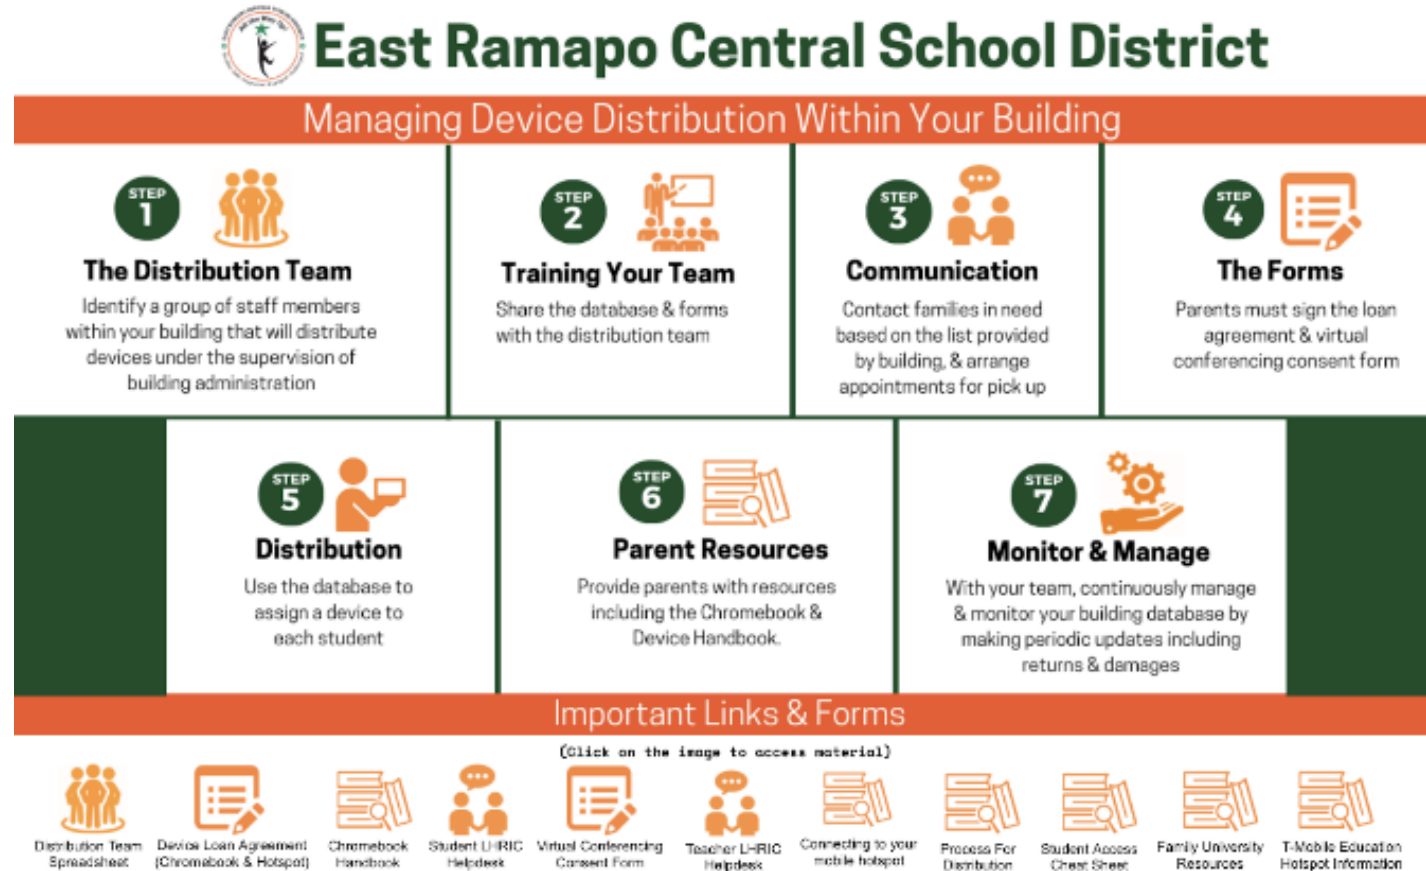 East Ramapo Central School District
Managing Device Distribution Within Your Building
STEP
1
The Distribution Team
Identify a group of staff members
within your building that will distribute
devices under the supervision of
building administration
STEP
2
Training Your Team
Share the database & forms
with the distribution team
STEP
3
Communication
Contact families in need
based on the list provided
by building, & arrange
appointments for pick up
STEP
4
The Forms
Parents must sign the loan
agreement & virtual
conferencing consent form
STEP
5
Distribution
Use the database to
assign a device to
each student
STEP
6
Parent Resources
Provide parents with resources
including the Chromebook &
Device Handbook.
STEP
7
Monitor & Manage
With your team, continuously manage
& monitor your building database by
making periodic updates including
returns & damages
Important Links & Forms
(Click on the image to access material)
Distribution Team
Spreadsheet
Device Loan Agreement
(Chromebook & Hotspot)
Chromebook
Handbook
Student LHRIC
Helpdesk
Virtual Conferencing
Consent Form
Teacher LHRIC
Helpdesk
Connecting to your
mobile hotspot
Process For
Distribution
Student Access
Cheat Sheet
Family University
Resources
T-Mobile Education
Hotspot Information